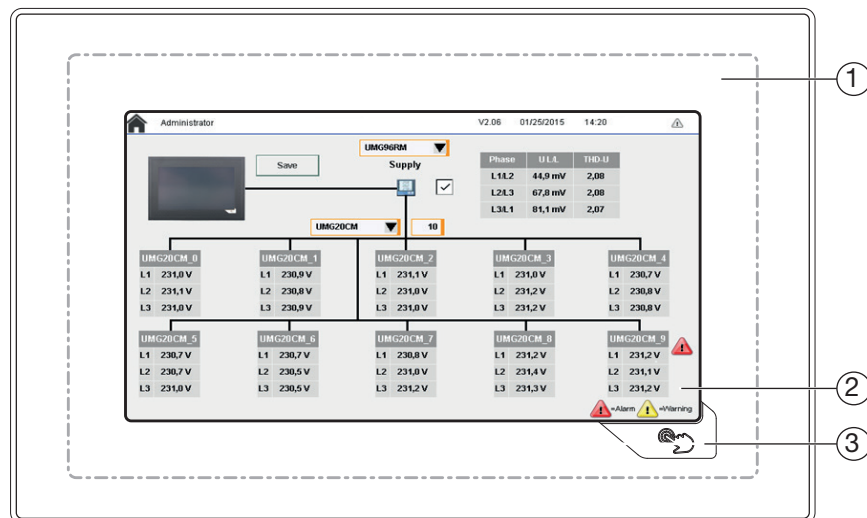 Administrator V2.06 01/25/2015 14:20
UMG96RM
Save Supply
Phase U L/L THD-U
L1/L2 44,9 mV 2,08
L2/L3 67,8 mV 2,08
L3/L1 81,1 mV 2,07
UMG20CM 10
UMG20CM_0 UMG20CM_1 UMG20CM_2 UMG20CM_3 UMG20CM_4
L1 231,0 V L1 230,9 V L1 231,1 V L1 231,0 V L1 230,7 V
L2 231,1 V L2 230,8 V L2 231,0 V L2 231,2 V L2 230,8 V
L3 231,0 V L3 230,9 V L3 231,0 V L3 231,2 V L3 230,8 V
UMG20CM_5 UMG20CM_6 UMG20CM_7 UMG20CM_8 UMG20CM_9
L1 230,7 V L1 230,7 V L1 230,8 V L1 231,2 V L1 231,2 V
L2 230,7 V L2 230,5 V L2 231,0 V L2 231,4 V L2 231,1 V
L3 231,0 V L3 230,5 V L3 231,2 V L3 231,3 V L3 231,2 V
=Alarm =Warning
1
2
3